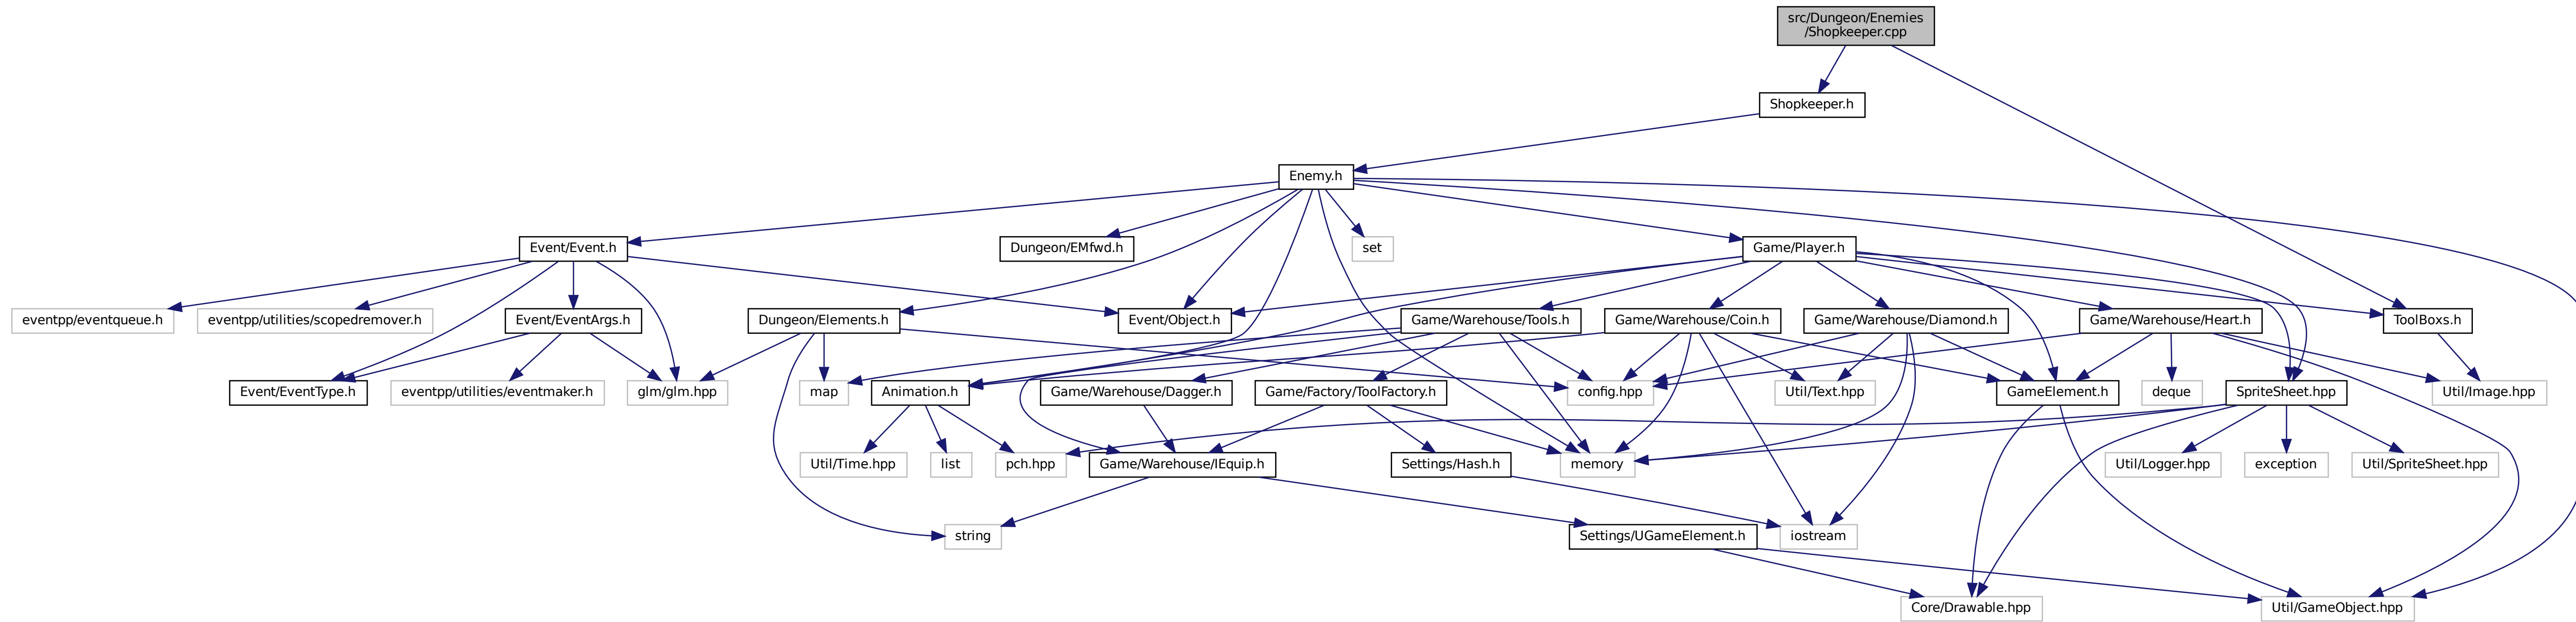 src/Dungeon/Enemies
/Shopkeeper.cpp
Shopkeeper.h
Enemy.h
Event/Event.h
Dungeon/EMfwd.h
set
Game/Player.h
eventpp/eventqueue.h
eventpp/utilities/scopedremover.h
Event/EventArgs.h
Dungeon/Elements.h
Event/Object.h
Game/Warehouse/Tools.h
Game/Warehouse/Coin.h
Game/Warehouse/Diamond.h
Game/Warehouse/Heart.h
ToolBoxs.h
Event/EventType.h
eventpp/utilities/eventmaker.h
glm/glm.hpp
map
Animation.h
Game/Warehouse/Dagger.h
Game/Factory/ToolFactory.h
config.hpp
Util/Text.hpp
GameElement.h
deque
SpriteSheet.hpp
Util/Image.hpp
Util/Time.hpp
list
pch.hpp
Game/Warehouse/IEquip.h
Settings/Hash.h
memory
Util/Logger.hpp
exception
Util/SpriteSheet.hpp
string
Settings/UGameElement.h
iostream
Core/Drawable.hpp
Util/GameObject.hpp